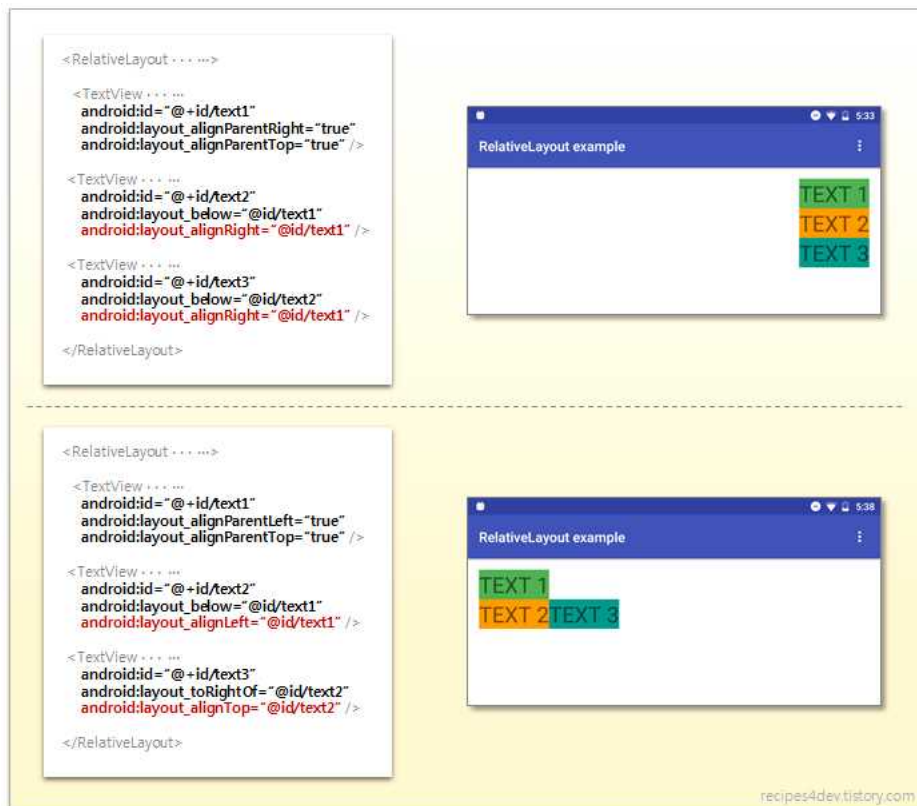 <RelativeLayout ··· ···>
<TextView ··· ···
android:id="@+id/text1"
android:layout_alignParentRight="true"
android:layout_alignParentTop="true" />
<TextView ··· ···
android:id="@+id/text2"
android:layout_below="@id/text1"
android:layout_alignRight="@id/text1" />
<TextView ··· ···
android:id="@+id/text3"
android:layout_below="@id/text2"
android:layout_alignRight="@id/text1" />
</RelativeLayout>
5:33
RelativeLayout example
TEXT 1
TEXT 2
TEXT 3
<RelativeLayout ··· ···>
<TextView ··· ···
android:id="@+id/text1"
android:layout_alignParentLeft="true"
android:layout_alignParentTop="true" />
<TextView ··· ···
android:id="@+id/text2"
android:layout_below="@id/text1"
android:layout_alignLeft="@id/text1" />
<TextView ··· ···
android:id="@+id/text3"
android:layout_toRightOf="@id/text2"
android:layout_alignTop="@id/text2" />
</RelativeLayout>
5:38
RelativeLayout example
TEXT 1
TEXT 2TEXT 3
recipes4dev.tistory.com